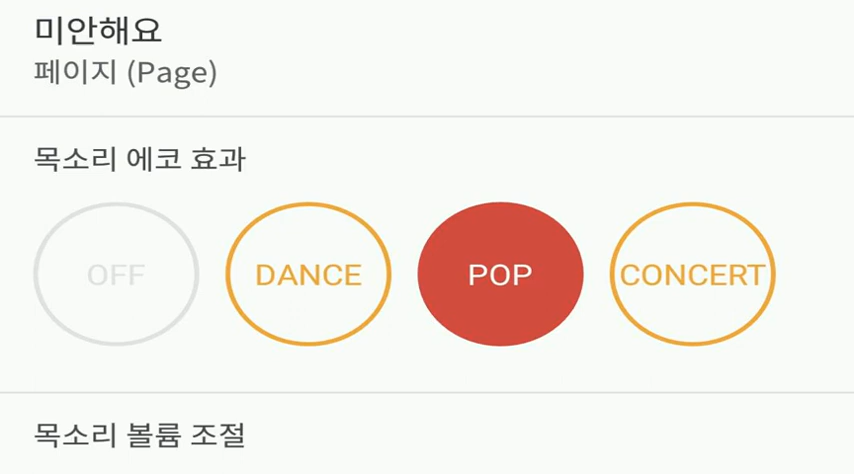 미안해요
페이지 (Page)
목소리 에코 효과
OFF DANCE POP CONCERT
목소리 볼륨 조절